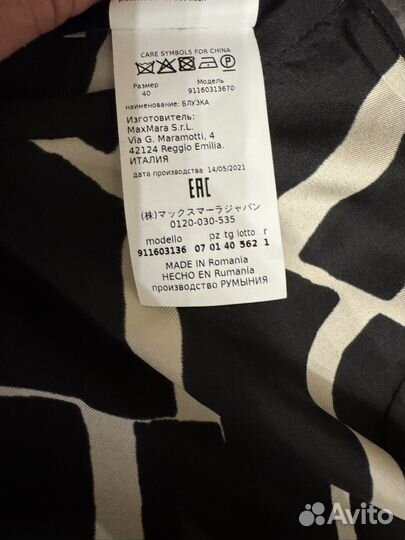 CARE SYMBOLS FOR CHINA
Размер Модель
40 91160313670
наименование: БЛУЗКА
Изготовитель:
MaxMara S.r.L.
Via G. Maramotti, 4
42124 Reggio Emilia.
ИТАЛИЯ
дата производства: 14/05/2021
EAC
(株)マックスマーラジャパン
0120-030-535
modello pz tg lotto r
911603136 07 01 40 562 1
MADE IN Romania
HECHO EN Rumanía
производство РУМЫНИЯ
Avito